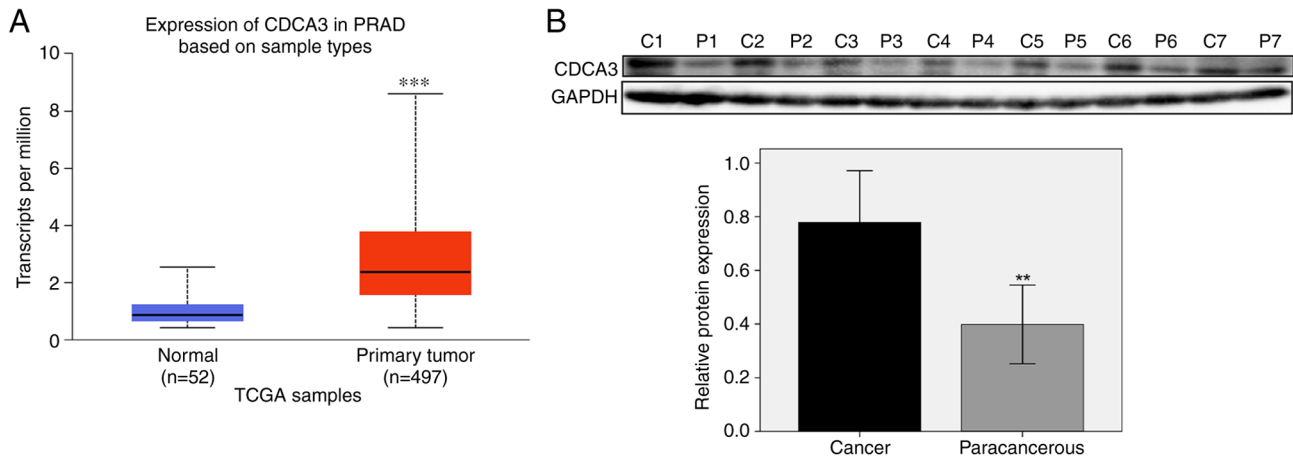 A
Expression of CDCA3 in PRAD
based on sample types
10
8
6
4
2
0
Transcripts per million
***
Normal
(n=52)
Primary tumor
(n=497)
TCGA samples
B
C1 P1 C2 P2 C3 P3 C4 P4 C5 P5 C6 P6 C7 P7
CDCA3
GAPDH
1.0
0.8
0.6
0.4
0.2
0.0
Relative protein expression
**
Cancer
Paracancerous